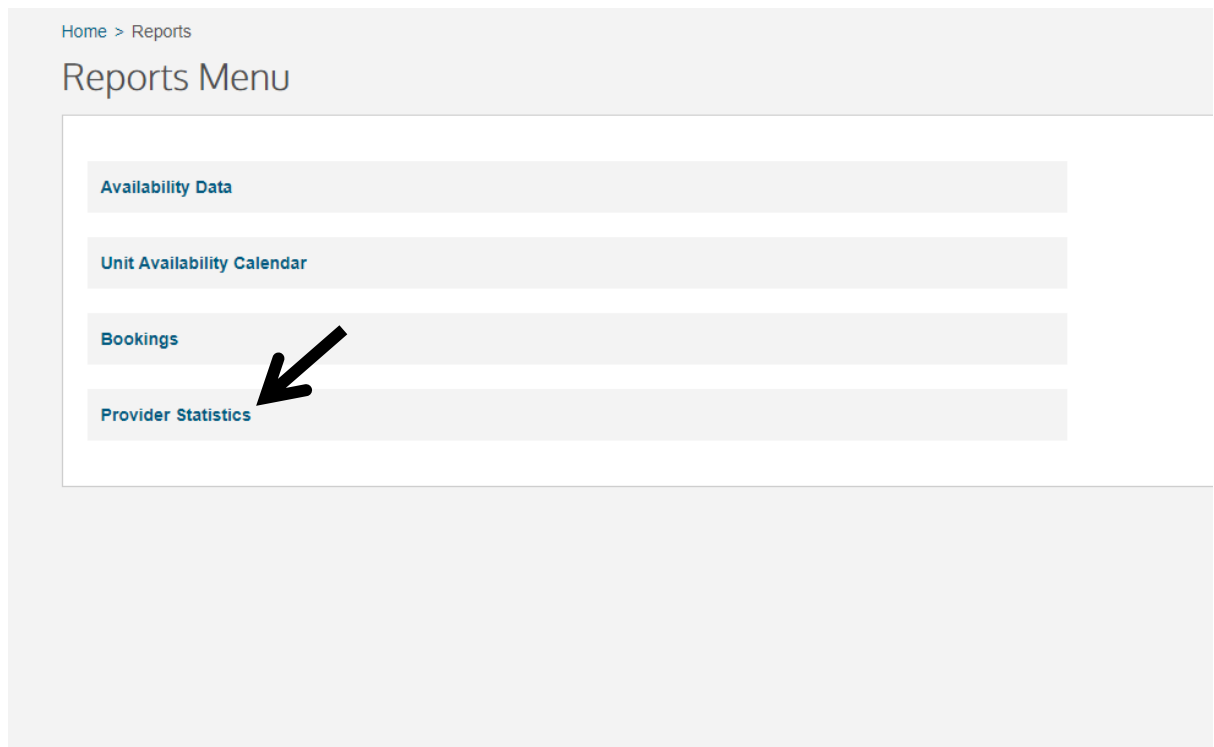 Home > Reports
Reports Menu
Availability Data
Unit Availability Calendar
Bookings
Provider Statistics